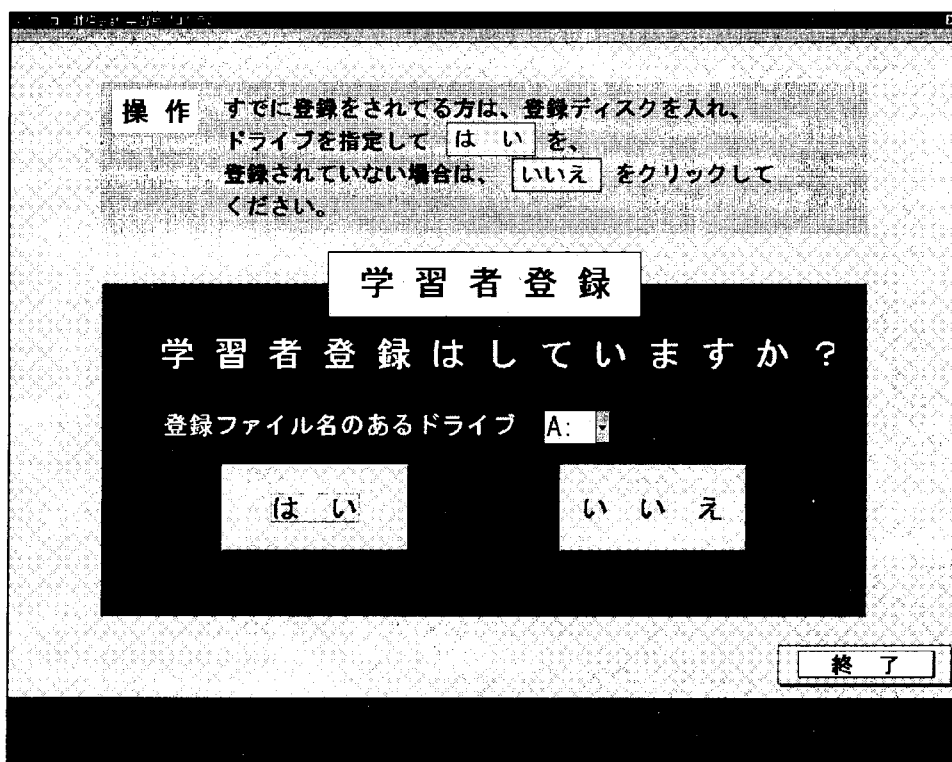 操作
すでに登録をされてる方は、登録ディスクを入れ、
ドライブを指定して はい を、
登録されていない場合は、 いいえ をクリックして
ください。
学習者登録
学習者登録はしていますか？
登録ファイル名のあるドライブ A:
はい いいえ
終了